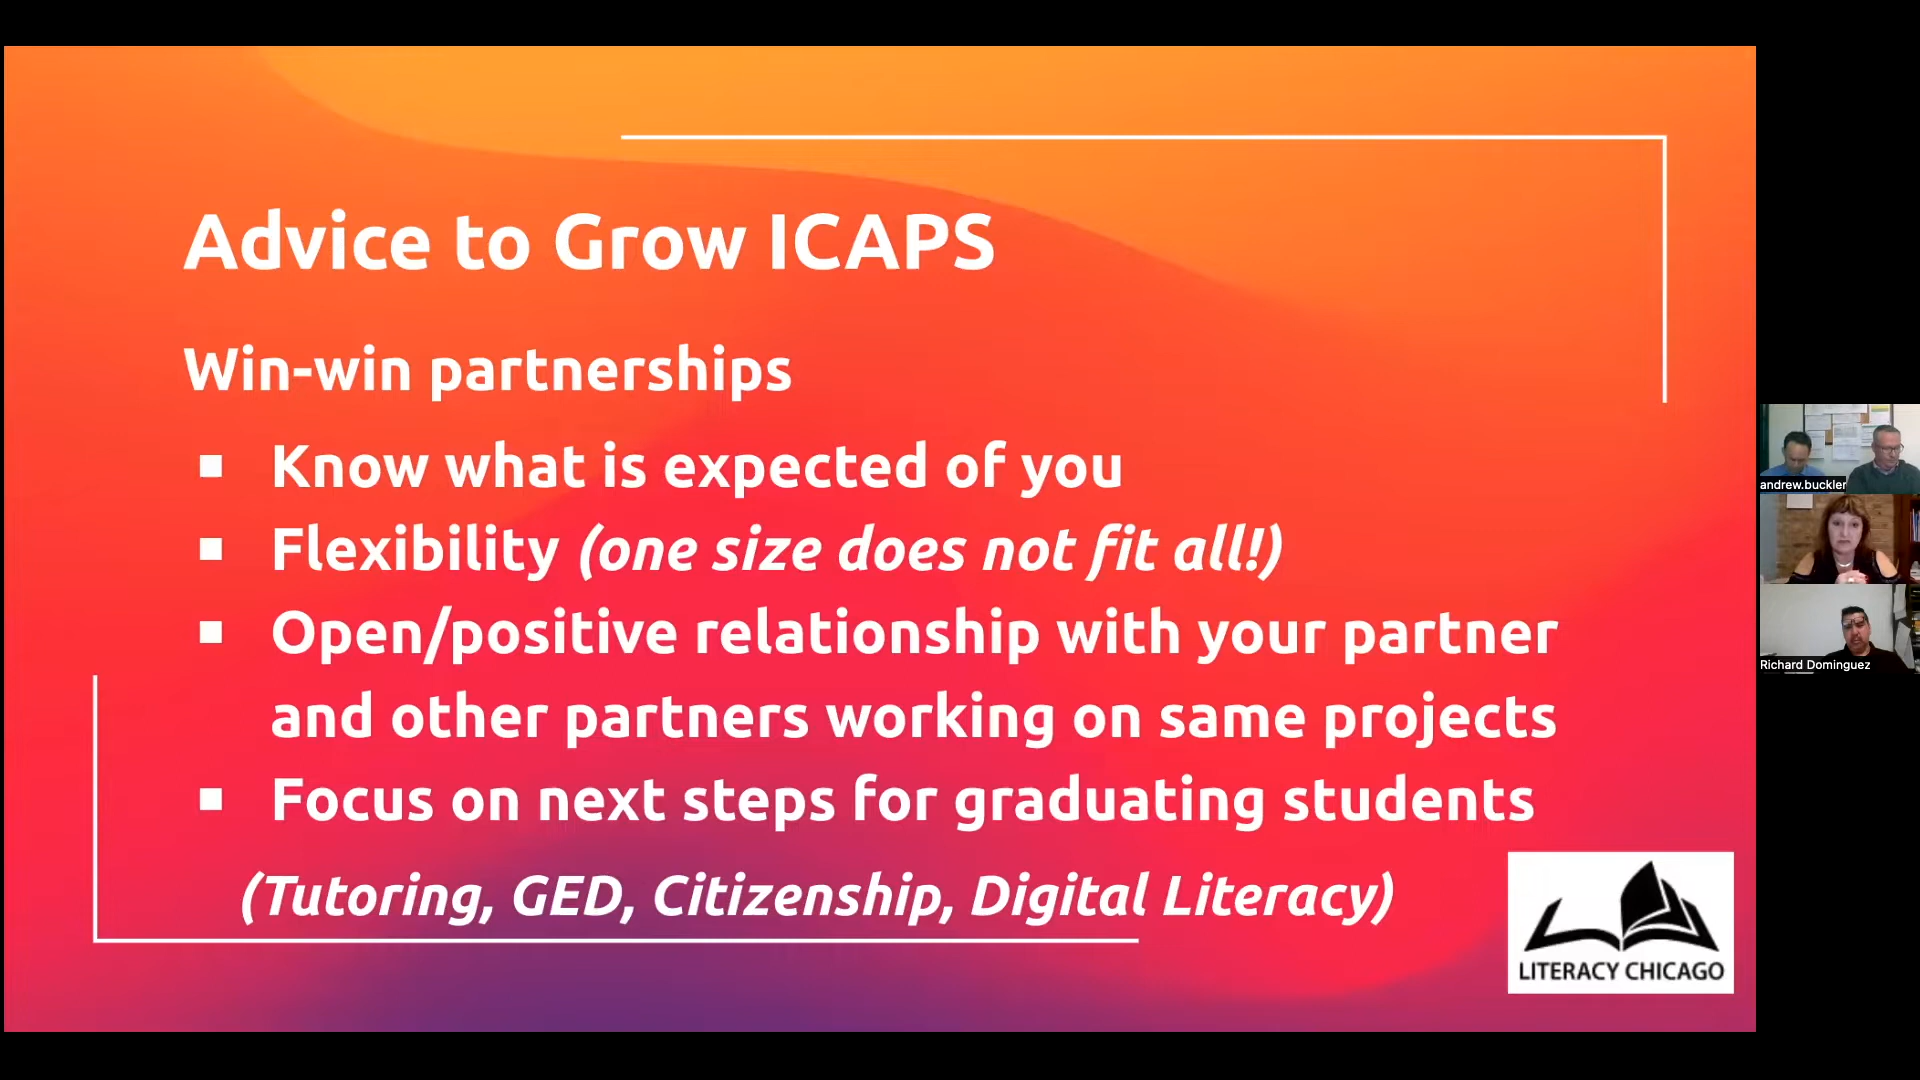 Advice to Grow ICAPS
Win-win partnerships
■ Know what is expected of you
■ Flexibility (one size does not fit all!)
■ Open/positive relationship with your partner
and other partners working on same projects
■ Focus on next steps for graduating students
(Tutoring, GED, Citizenship, Digital Literacy)
LITERACY CHICAGO
andrew.buckler
Richard Dominguez